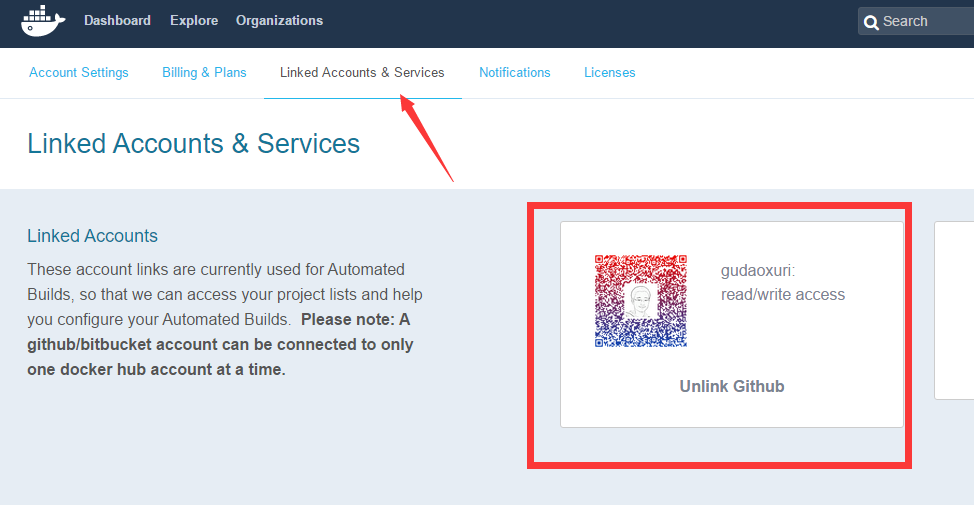 Dashboard Explore Organizations Search
Account Settings Billing & Plans Linked Accounts & Services Notifications Licenses
Linked Accounts & Services
Linked Accounts
These account links are currently used for Automated
Builds, so that we can access your project lists and help
you configure your Automated Builds. Please note: A
github/bitbucket account can be connected to only
one docker hub account at a time.
gudaoxuri:
read/write access
Unlink Github